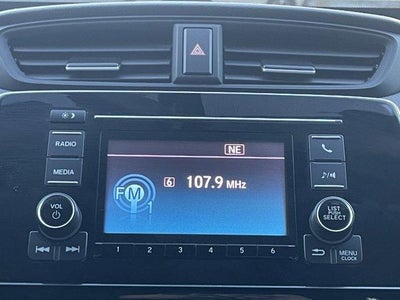 NE
RADIO
MEDIA
6 107.9 MHz
FM
1
VOL
LIST
PUSH
SELECT
MENU
CLOCK
1 2 3 4 5 6